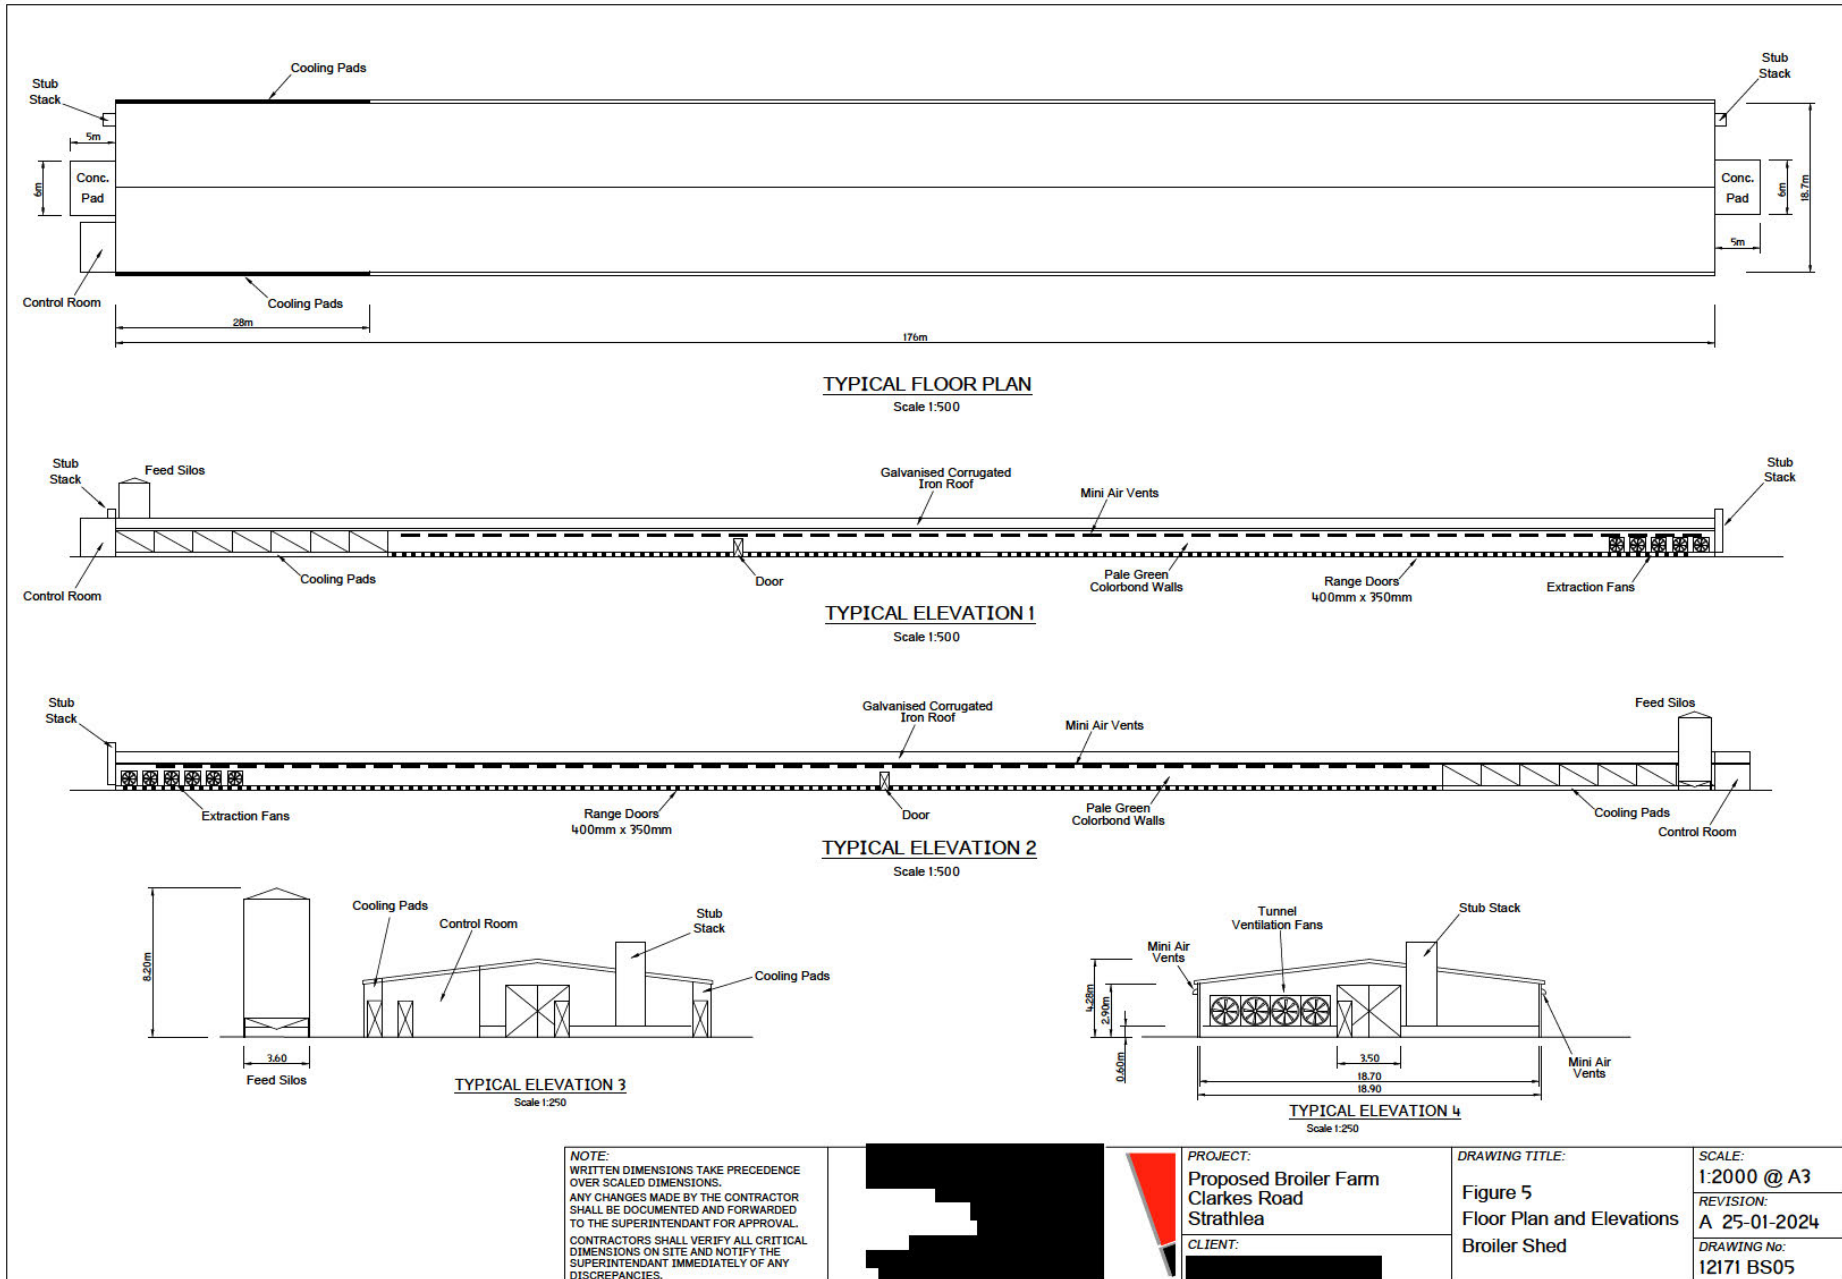 Cooling Pads
Stub
Stack
Stub
Stack
5m
Conc.
Pad
6m
Conc.
Pad
6m
18.7m
5m
Control Room
Cooling Pads
28m
176m
TYPICAL FLOOR PLAN
Scale 1:500
Stub
Stack
Feed Silos
Galvanised Corrugated
Iron Roof
Mini Air Vents
Stub
Stack
Control Room
Cooling Pads
Door
Pale Green
Colorbond Walls
Range Doors
400mm x 350mm
Extraction Fans
TYPICAL ELEVATION 1
Scale 1:500
Stub
Stack
Galvanised Corrugated
Iron Roof
Mini Air Vents
Feed Silos
Extraction Fans
Range Doors
400mm x 350mm
Door
Pale Green
Colorbond Walls
Cooling Pads
Control Room
TYPICAL ELEVATION 2
Scale 1:500
8.20m
3.60
Feed Silos
Cooling Pads
Control Room
Stub
Stack
Cooling Pads
TYPICAL ELEVATION 3
Scale 1:250
Tunnel
Ventilation Fans
Stub Stack
Mini Air
Vents
4.28m
2.90m
0.60m
3.50
18.70
18.90
Mini Air
Vents
TYPICAL ELEVATION 4
Scale 1:250
NOTE:
WRITTEN DIMENSIONS TAKE PRECEDENCE
OVER SCALED DIMENSIONS.
ANY CHANGES MADE BY THE CONTRACTOR
SHALL BE DOCUMENTED AND FORWARDED
TO THE SUPERINTENDANT FOR APPROVAL.
CONTRACTORS SHALL VERIFY ALL CRITICAL
DIMENSIONS ON SITE AND NOTIFY THE
SUPERINTENDANT IMMEDIATELY OF ANY
DISCREPANCIES.
PROJECT:
Proposed Broiler Farm
Clarkes Road
Strathlea
CLIENT:
DRAWING TITLE:
Figure 5
Floor Plan and Elevations
Broiler Shed
SCALE:
1:2000 @ A3
REVISION:
A 25-01-2024
DRAWING No:
12171 BS05